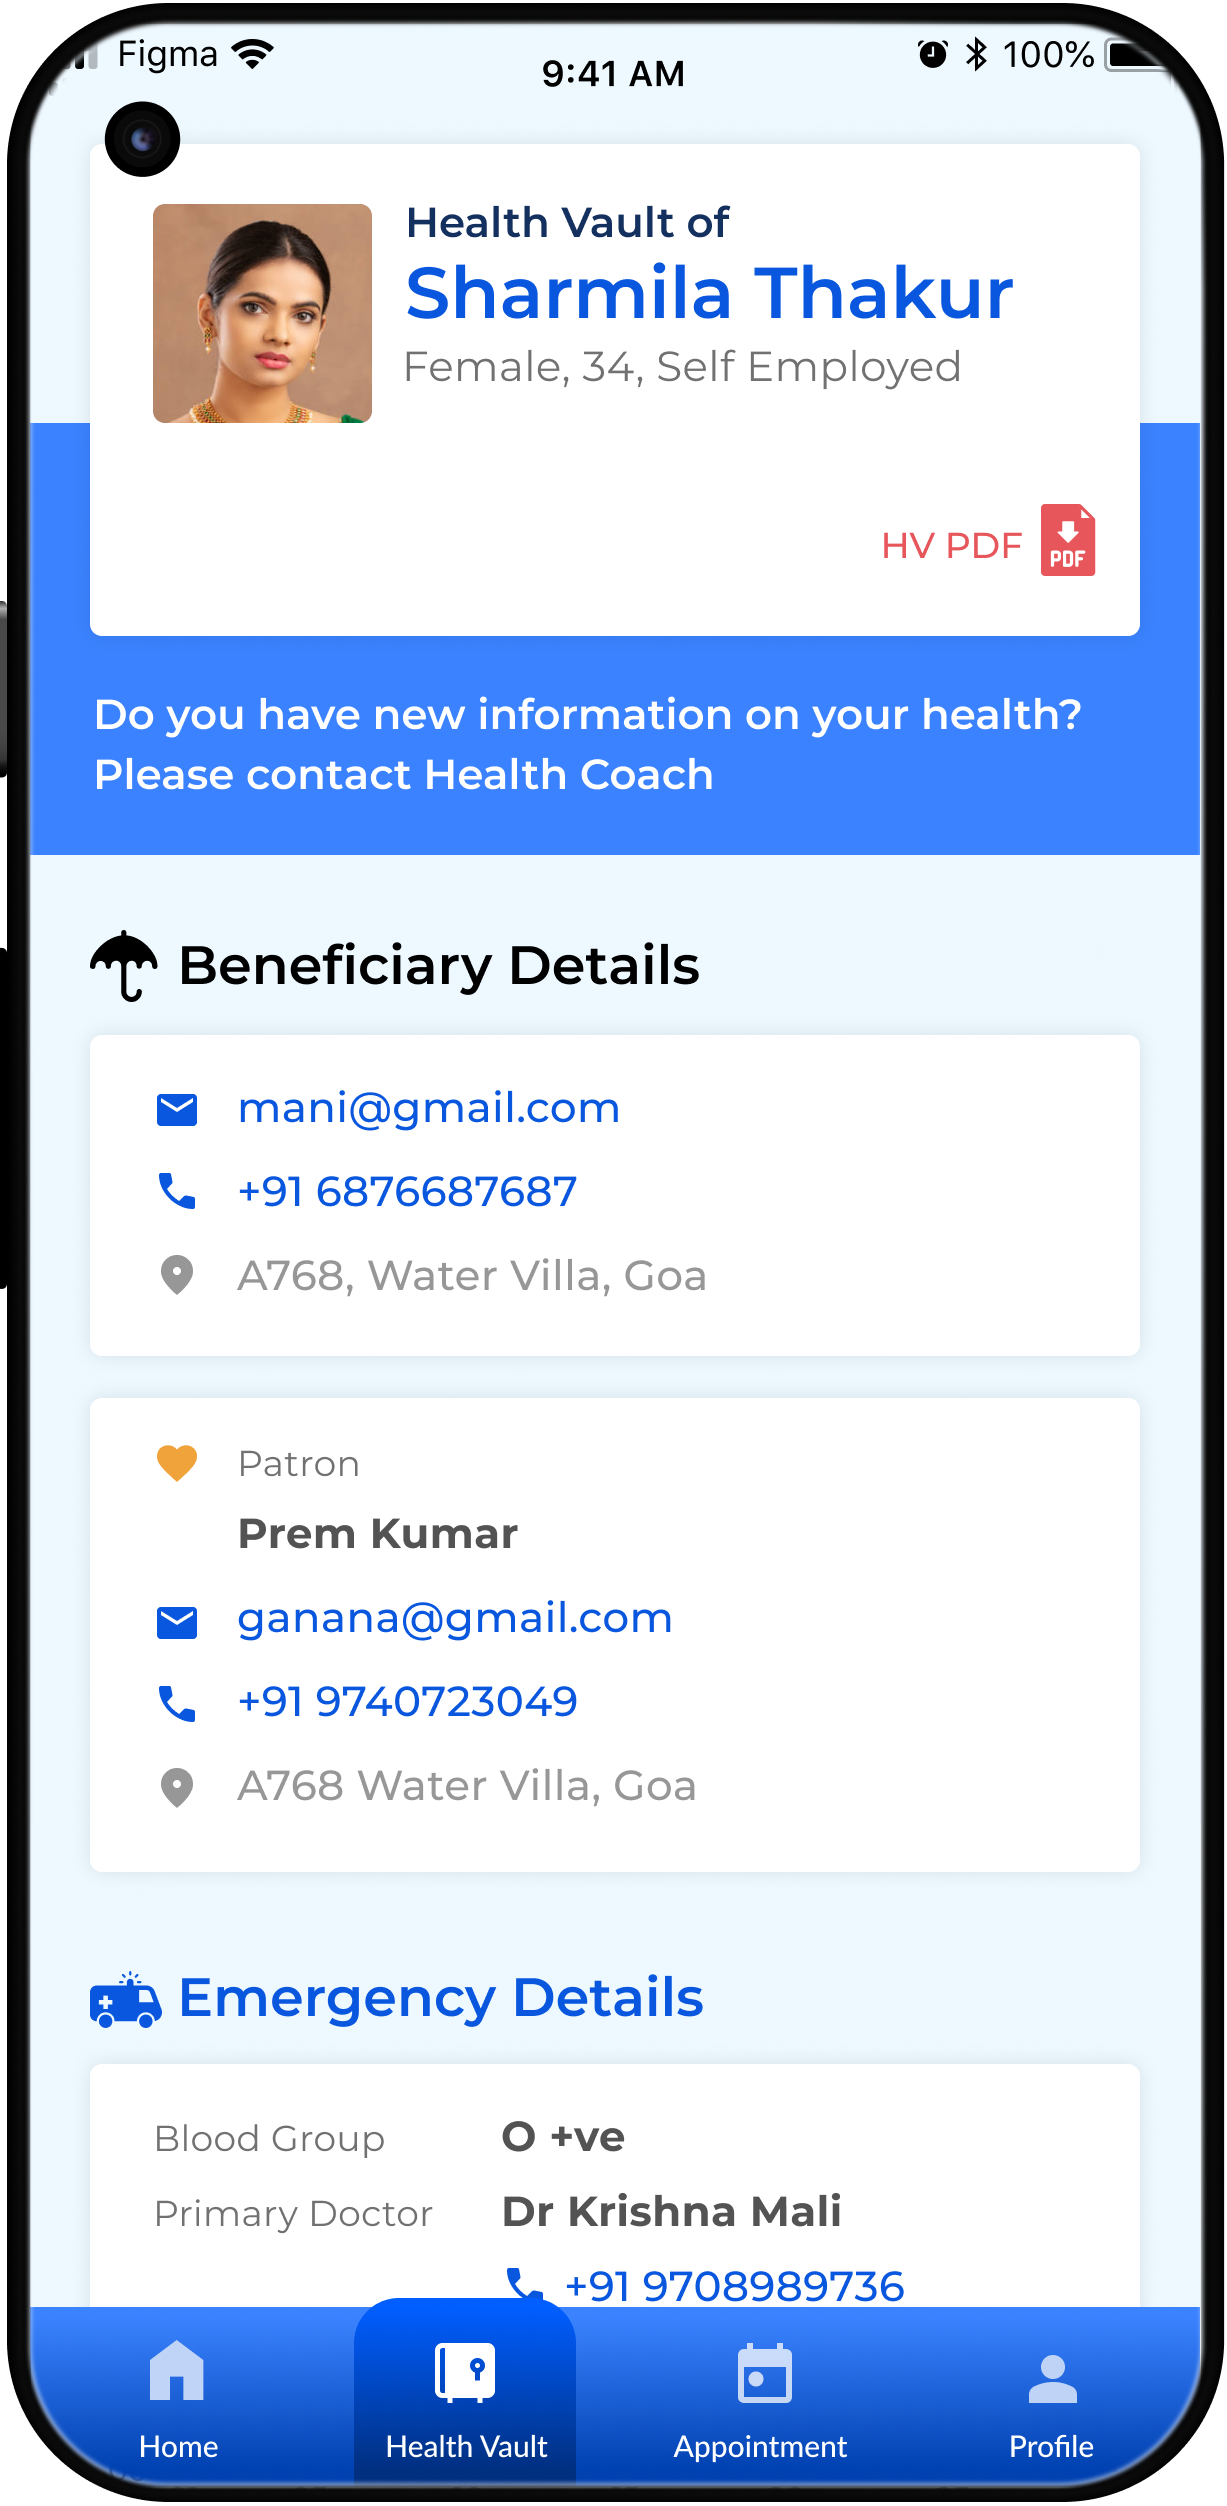 Figma
9:41 AM
100%
Health Vault of
Sharmila Thakur
Female, 34, Self Employed
HV PDF
PDF
Do you have new information on your health?
Please contact Health Coach
Beneficiary Details
mani@gmail.com
+91 6876687687
A768, Water Villa, Goa
Patron
Prem Kumar
ganana@gmail.com
+91 9740723049
A768 Water Villa, Goa
Emergency Details
Blood Group O +ve
Primary Doctor Dr Krishna Mali
+91 9708989736
Home Health Vault Appointment Profile